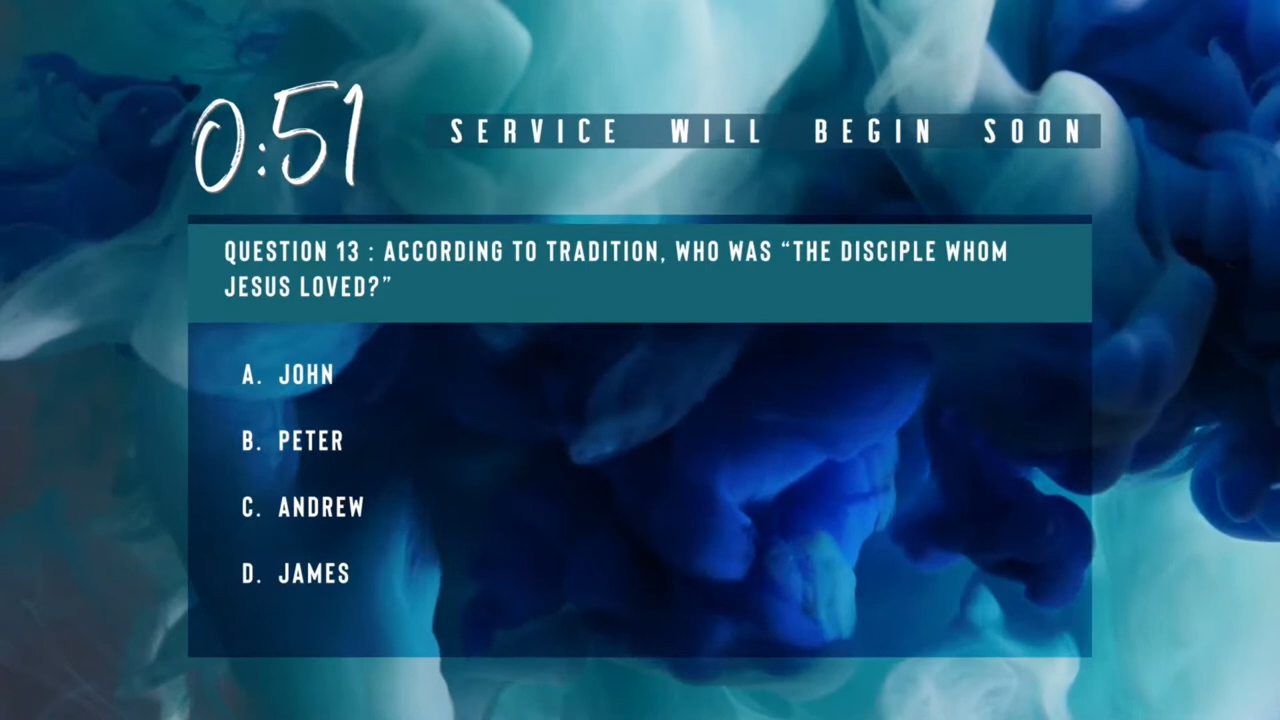 0:51
SERVICE WILL BEGIN SOON
QUESTION 13 : ACCORDING TO TRADITION, WHO WAS “THE DISCIPLE WHOM
JESUS LOVED?”
A. JOHN
B. PETER
C. ANDREW
D. JAMES